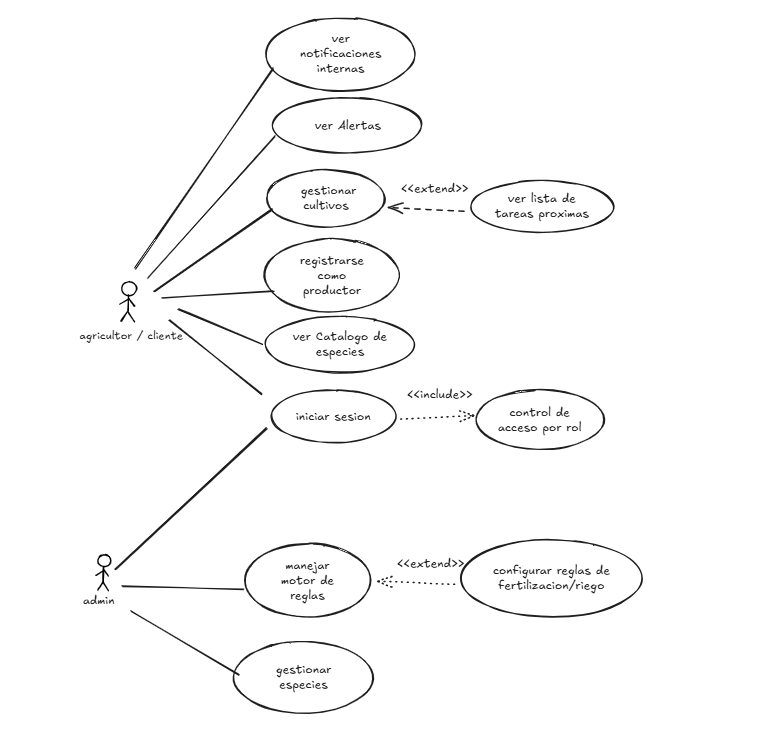 ver
notificaciones
internas
ver Alertas
gestionar
cultivos
<<extend>>
ver lista de
tareas proximas
registrarse
como
productor
agricultor / cliente
ver Catalogo de
especies
iniciar sesion
<<include>>
control de
acceso por rol
admin
manejar
motor de
reglas
<<extend>>
configurar reglas de
fertilizacion/riego
gestionar
especies